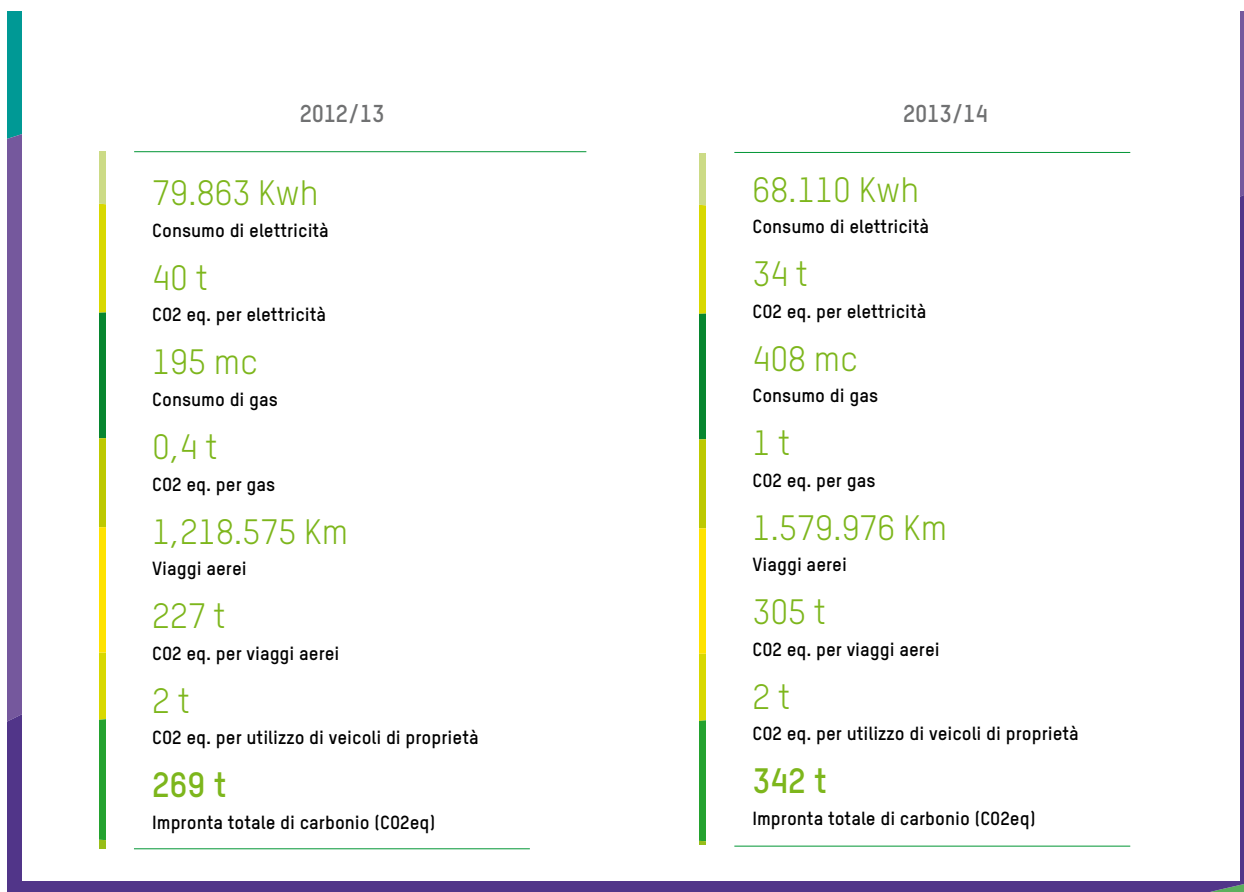 2012/13
79.863 Kwh
Consumo di elettricità
40 t
CO2 eq. per elettricità
195 mc
Consumo di gas
0,4 t
CO2 eq. per gas
1,218.575 Km
Viaggi aerei
227 t
CO2 eq. per viaggi aerei
2 t
CO2 eq. per utilizzo di veicoli di proprietà
269 t
Impronta totale di carbonio (CO2eq)
2013/14
68.110 Kwh
Consumo di elettricità
34 t
CO2 eq. per elettricità
408 mc
Consumo di gas
1 t
CO2 eq. per gas
1.579.976 Km
Viaggi aerei
305 t
CO2 eq. per viaggi aerei
2 t
CO2 eq. per utilizzo di veicoli di proprietà
342 t
Impronta totale di carbonio (CO2eq)